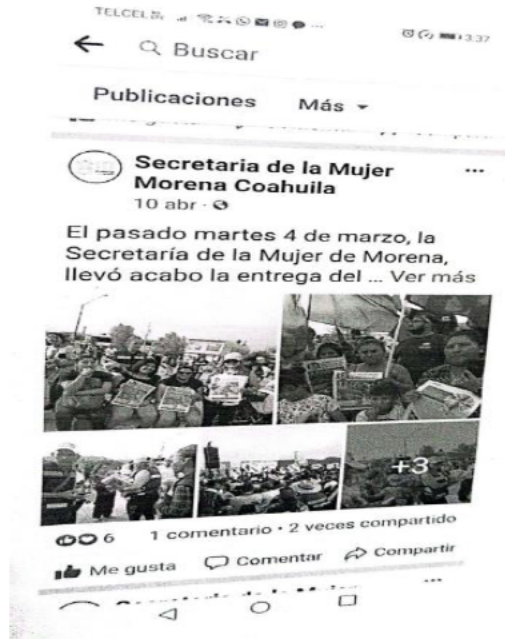 TELCEL
3:37
Buscar
Publicaciones Más
Secretaria de la Mujer
Morena Coahuila
10 abr ·
El pasado martes 4 de marzo, la
Secretaría de la Mujer de Morena,
llevó acabo la entrega del ... Ver más
+3
6 1 comentario • 2 veces compartido
Me gusta Comentar Compartir